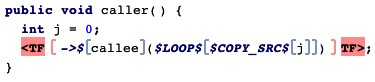 public void caller() {
int j = 0;
<TF [ ->$[callee]($LOOP$[$COPY_SRC$[j]]) ] TF>;
}